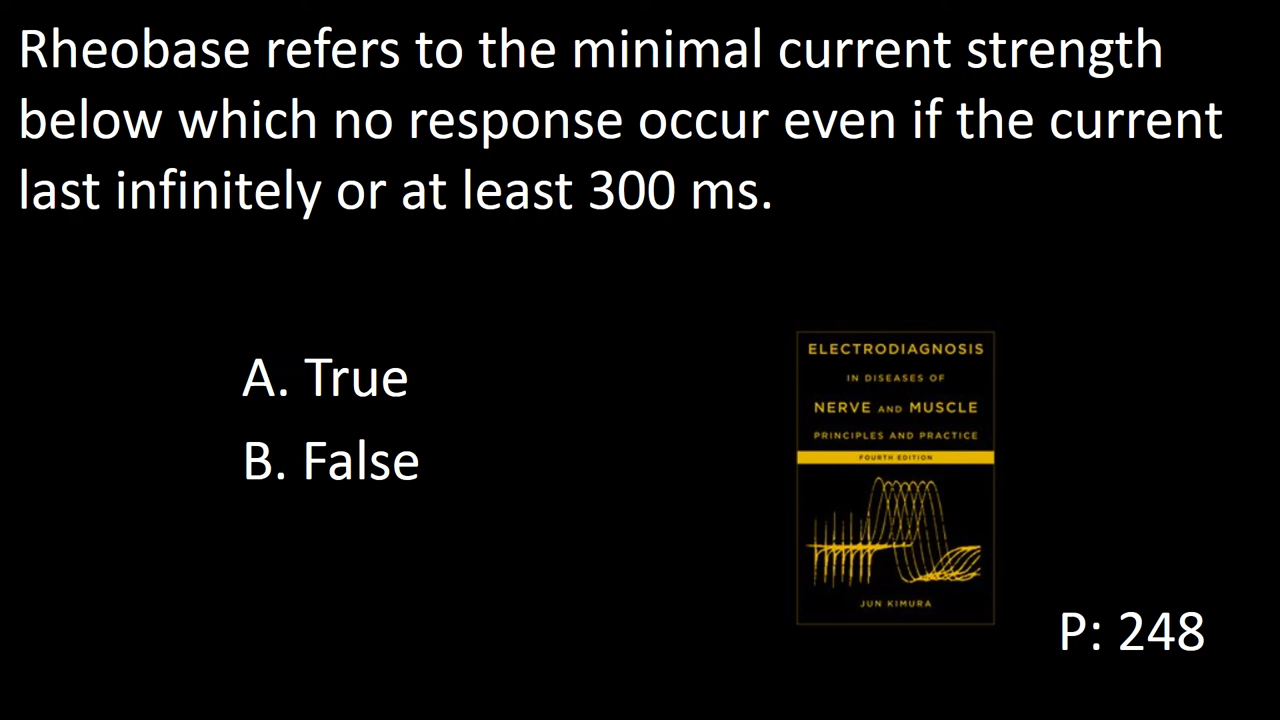 Rheobase refers to the minimal current strength
below which no response occur even if the current
last infinitely or at least 300 ms.
A. True
B. False
ELECTRODIAGNOSIS
IN DISEASES OF
NERVE AND MUSCLE
PRINCIPLES AND PRACTICE
FOURTH EDITION
JUN KIMURA
P: 248